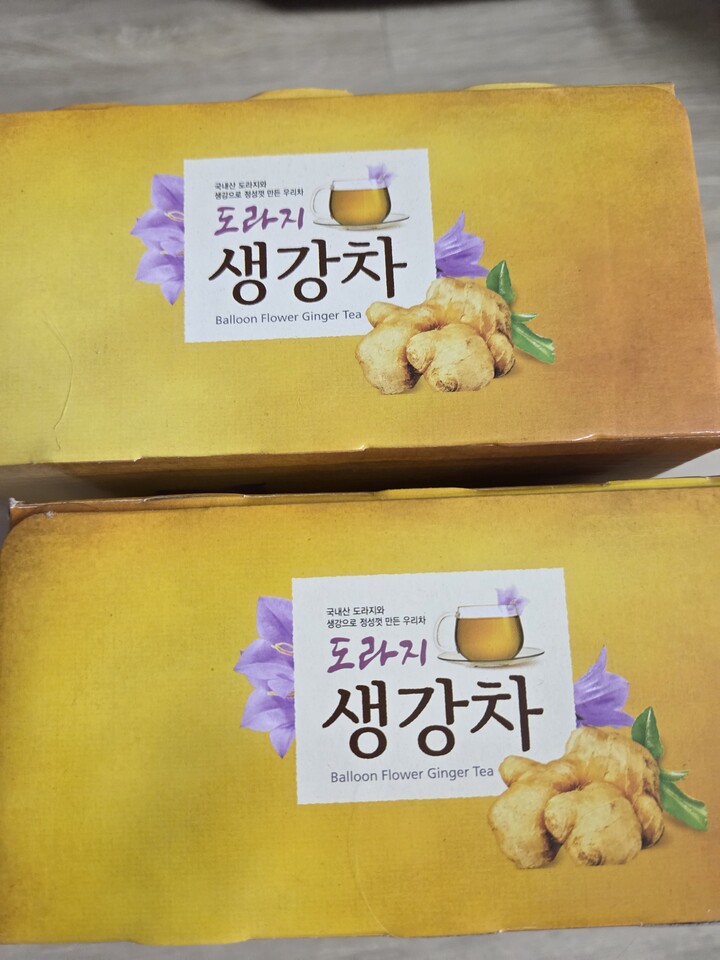 국내산 도라지와
생강으로 정성껏 만든 우리차
도라지
생강차
Balloon Flower Ginger Tea
국내산 도라지와
생강으로 정성껏 만든 우리차
도라지
생강차
Balloon Flower Ginger Tea